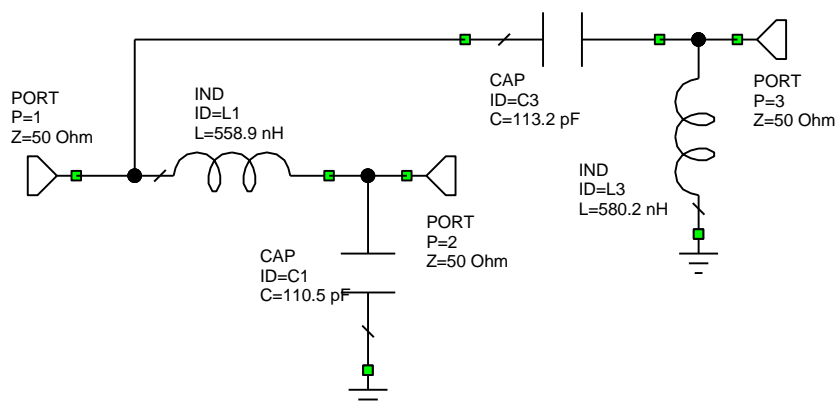 CAP
ID=C3
C=113.2 pF
PORT
P=3
Z=50 Ohm
PORT
P=1
Z=50 Ohm
IND
ID=L1
L=558.9 nH
IND
ID=L3
L=580.2 nH
PORT
P=2
Z=50 Ohm
CAP
ID=C1
C=110.5 pF